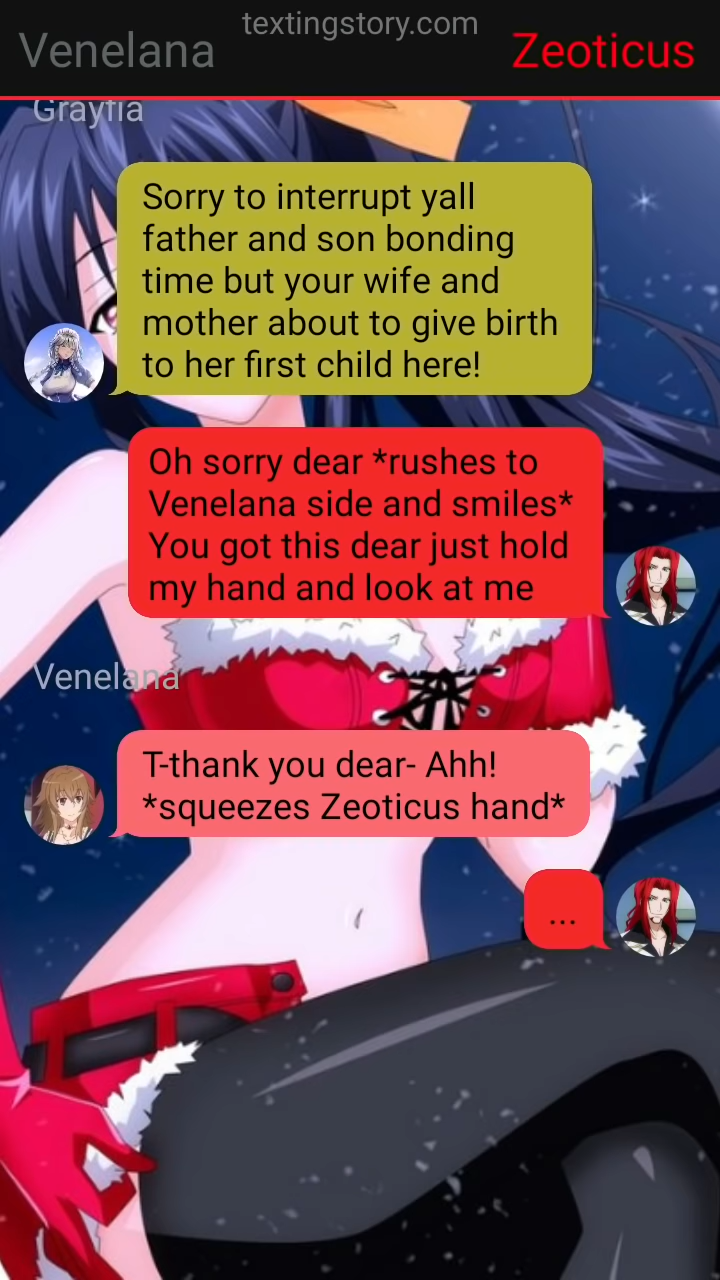 textingstory.com
Venelana
Zeoticus
Grayfia
Sorry to interrupt yall
father and son bonding
time but your wife and
mother about to give birth
to her first child here!
Oh sorry dear *rushes to
Venelana side and smiles*
You got this dear just hold
my hand and look at me
Venelana
T-thank you dear- Ahh!
*squeezes Zeoticus hand*
...